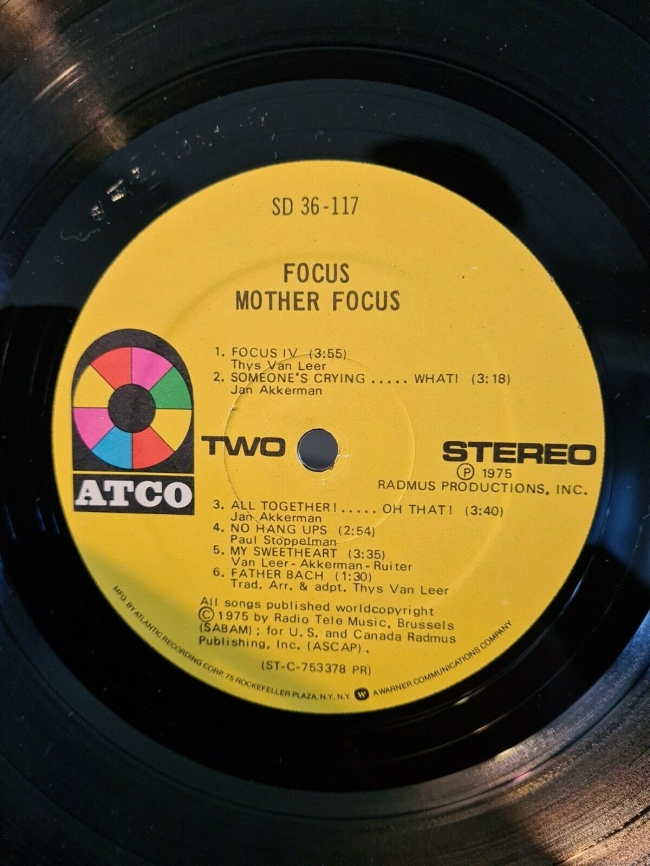 SD 36-117
FOCUS
MOTHER FOCUS
1. FOCUS IV (3:55)
Thys Van Leer
2. SOMEONE'S CRYING ..... WHAT! (3:18)
Jan Akkerman
TWO
STEREO
Ⓟ 1975
RADMUS PRODUCTIONS, INC.
ATCO
3. ALL TOGETHER!..... OH THAT! (3:40)
Jan Akkerman
4. NO HANG UPS (2:54)
Paul Stoppelman
5. MY SWEETHEART (3:35)
Van Leer - Akkerman - Ruiter
6. FATHER BACH (1:30)
Trad. Arr. & adpt. Thys Van Leer
All songs published worldcopyright
© 1975 by Radio Tele Music, Brussels
(SABAM) ; for U. S. and Canada Radmus
Publishing, Inc. (ASCAP).
(ST-C-753378 PR)
MFG. BY ATLANTIC RECORDING CORP. 75 ROCKEFELLER PLAZA, N.Y., N.Y. W A WARNER COMMUNICATIONS COMPANY